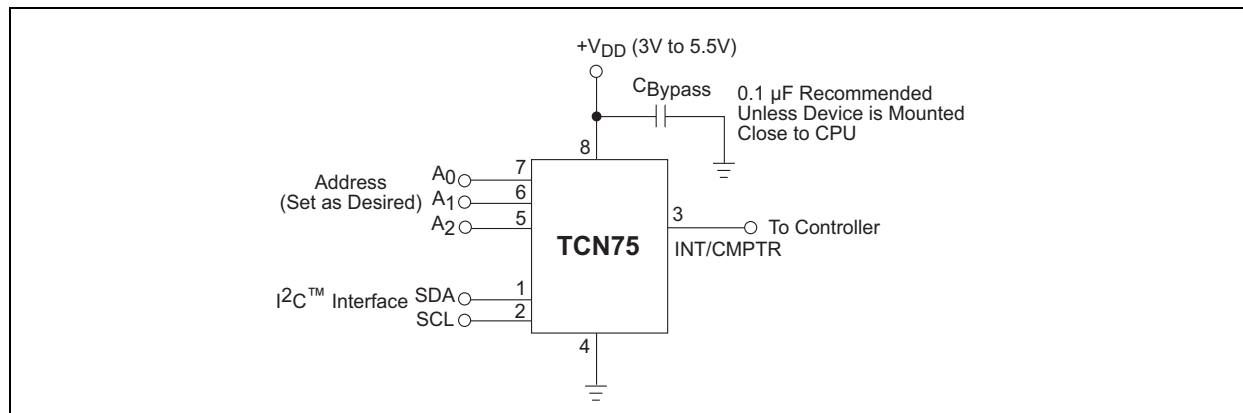 +VDD (3V to 5.5V)
CBypass
0.1 µF Recommended
Unless Device is Mounted
Close to CPU
8
Address
(Set as Desired)
A0
7
A1
6
A2
5
TCN75
3
To Controller
INT/CMPTR
I2C™ Interface
SDA
1
SCL
2
4